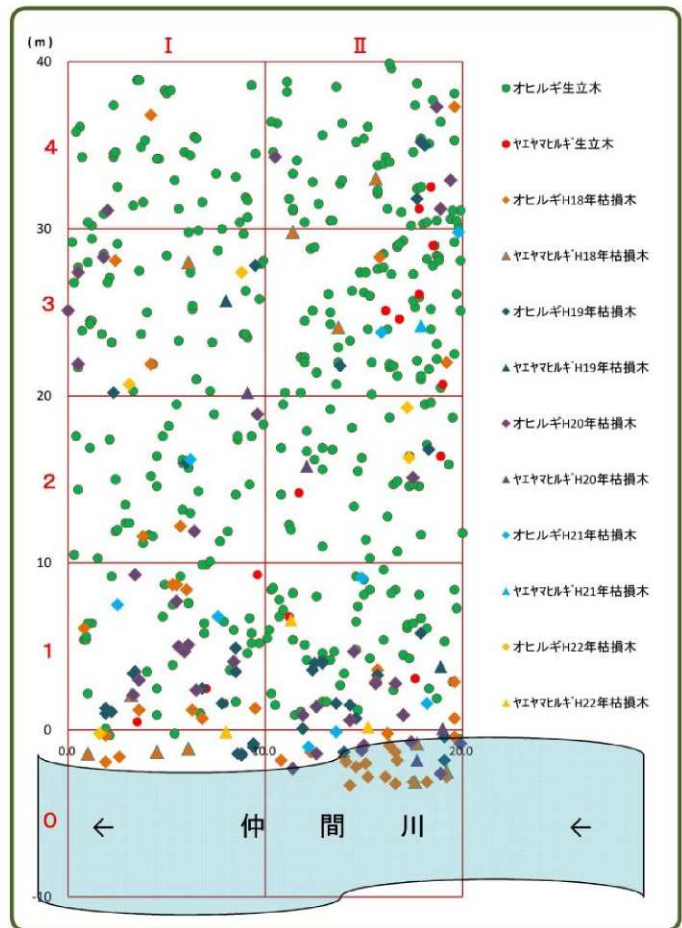 (m)
I II
40
4
30
3
20
2
10
1
0
0.0 10.0 20.0
0
← 仲間川 ←
-10
オヒルギ生立木
ヤエヤマヒルギ生立木
オヒルギH18年枯損木
ヤエヤマヒルギH18年枯損木
オヒルギH19年枯損木
ヤエヤマヒルギH19年枯損木
オヒルギH20年枯損木
ヤエヤマヒルギH20年枯損木
オヒルギH21年枯損木
ヤエヤマヒルギH21年枯損木
オヒルギH22年枯損木
ヤエヤマヒルギH22年枯損木